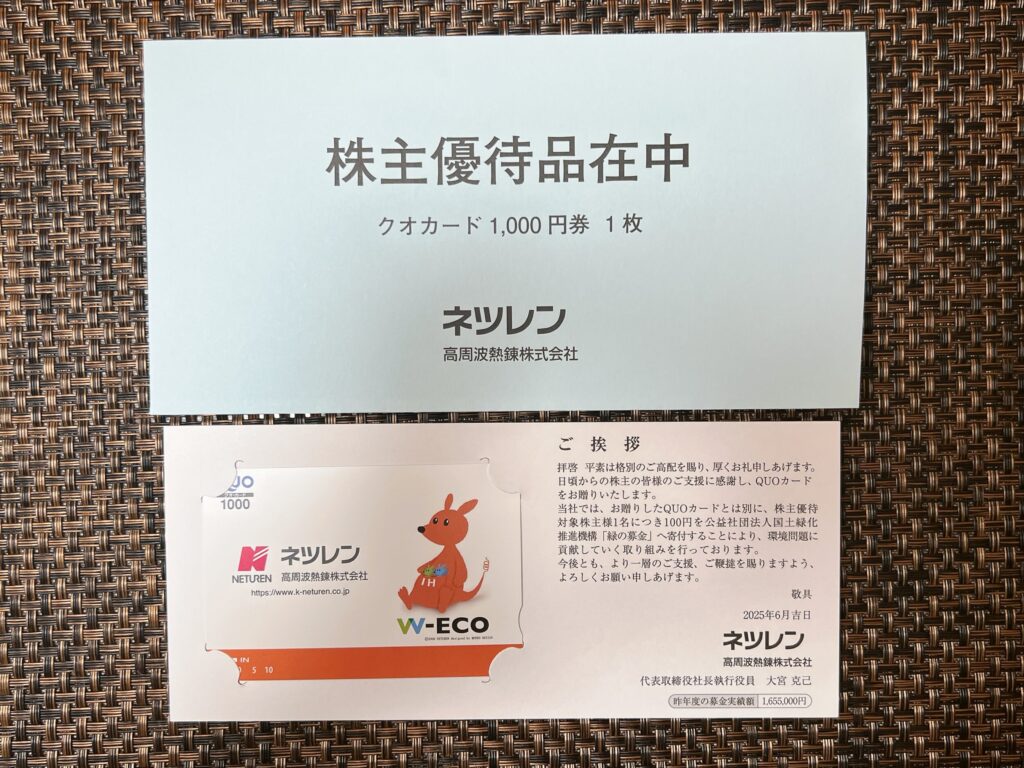 株主優待品在中
クオカード 1,000 円券 1 枚
ネツレン
高周波熱錬株式会社
QUO
クオ・カード
1000
NETUREN
ネツレン
高周波熱錬株式会社
https://www.k-neturen.co.jp
IH
W-ECO
IN
0 5 10
ご 挨 拶
拝啓 平素は格別のご高配を賜り、厚くお礼申しあげます。
日頃からの株主の皆様のご支援に感謝し、QUOカード
をお贈りいたします。
当社では、お贈りしたQUOカードとは別に、株主優待
対象株主様1名につき100円を公益社団法人国土緑化
推進機構「緑の募金」へ寄付することにより、環境問題に
貢献していく取り組みを行っております。
今後とも、より一層のご支援、ご鞭撻を賜りますよう、
よろしくお願い申しあげます。
敬具
2025年6月吉日
ネツレン
高周波熱錬株式会社
代表取締役社長執行役員 大宮 克己
昨年度の募金実績額 1,655,000円